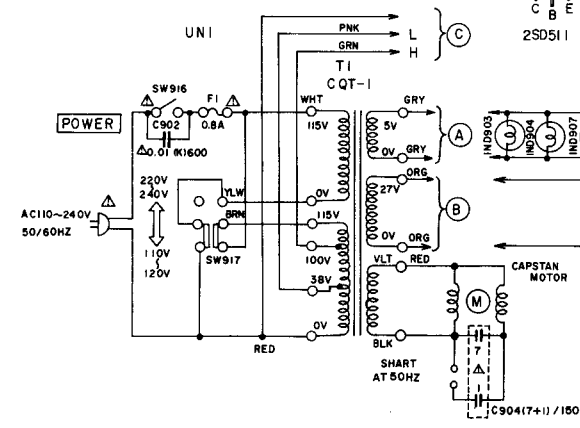 C B E
2SD511
UNI
PNK
L
GRN
H
C
T1
CQT-1
SW916
F1
WHT
GRY
POWER
C902
0.8A
115V
5V
A
IND903
IND904
IND907
0.01 (K)600
0V
GRY
220V
240V
YLW
0V
27V
ORG
AC110~240V
50/60HZ
BRN
115V
B
110V
120V
SW917
100V
0V
ORG
38V
VLT
RED
CAPSTAN
MOTOR
M
0V
RED
BLK
SHART
AT 50HZ
7
1
C904(7+1)/150